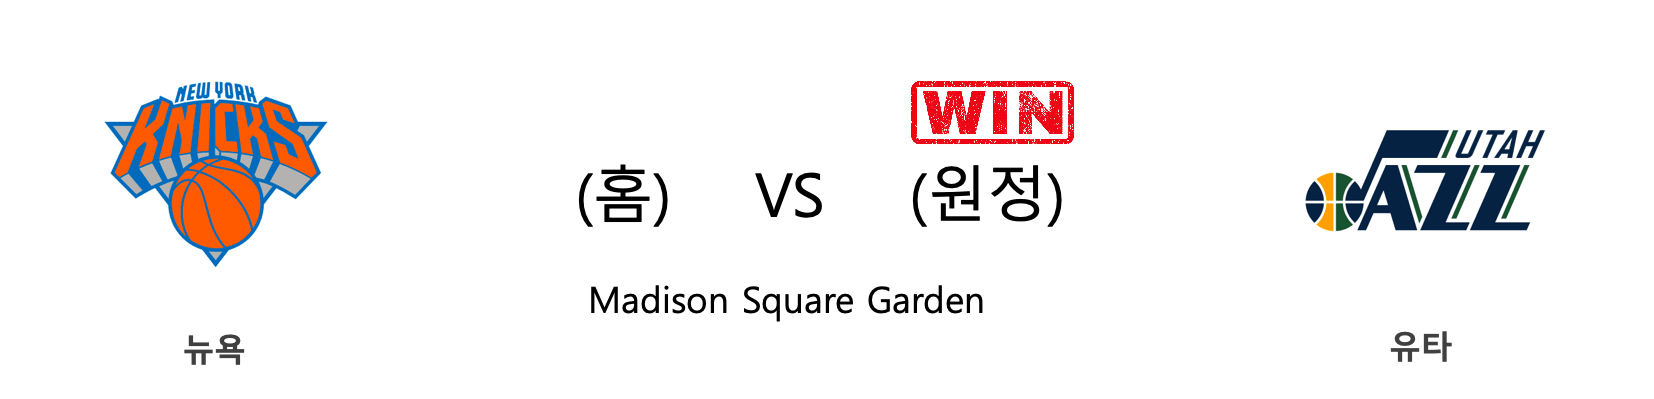 NEW YORK
KNICKS
뉴욕
WIN
(홈) VS (원정)
Madison Square Garden
UTAH
JAZZ
유타